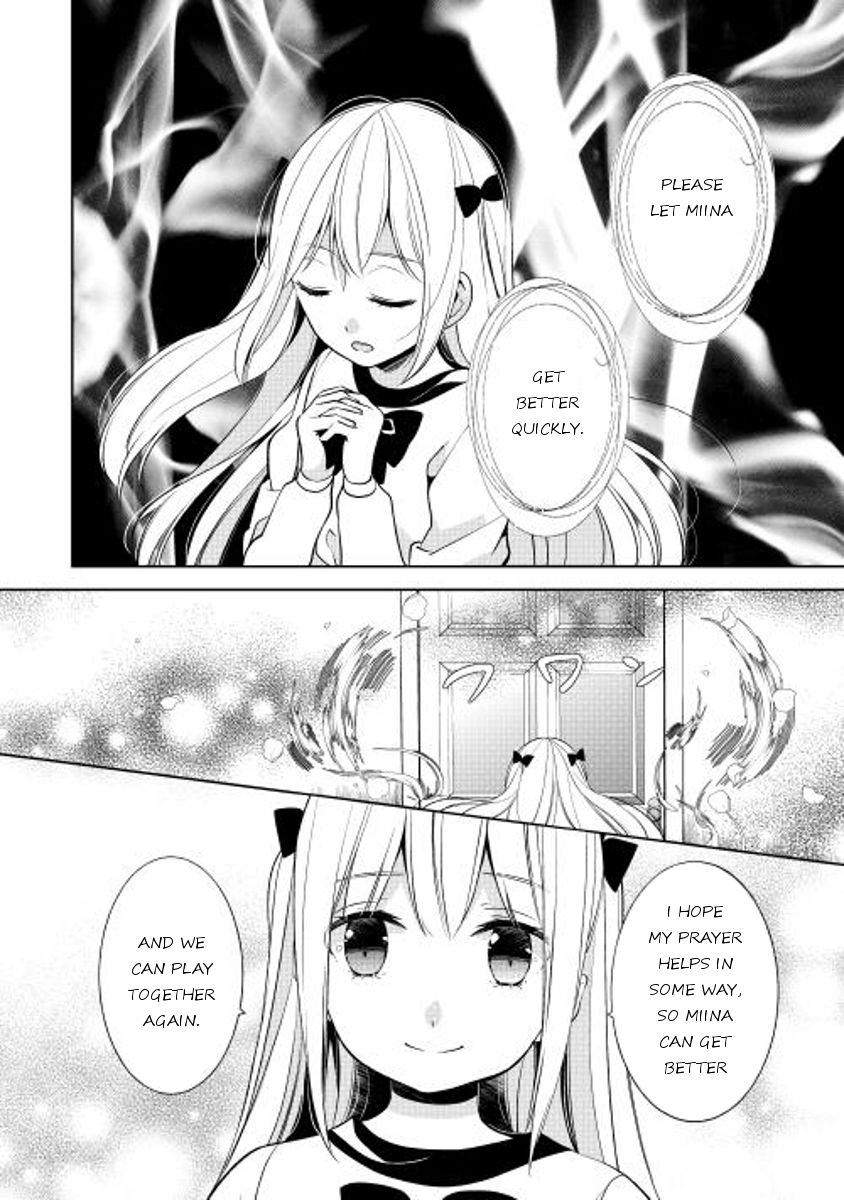 PLEASE
LET MIINA
GET
BETTER
QUICKLY.
I HOPE
MY PRAYER
HELPS IN
SOME WAY,
SO MIINA
CAN GET
BETTER
AND WE
CAN PLAY
TOGETHER
AGAIN.